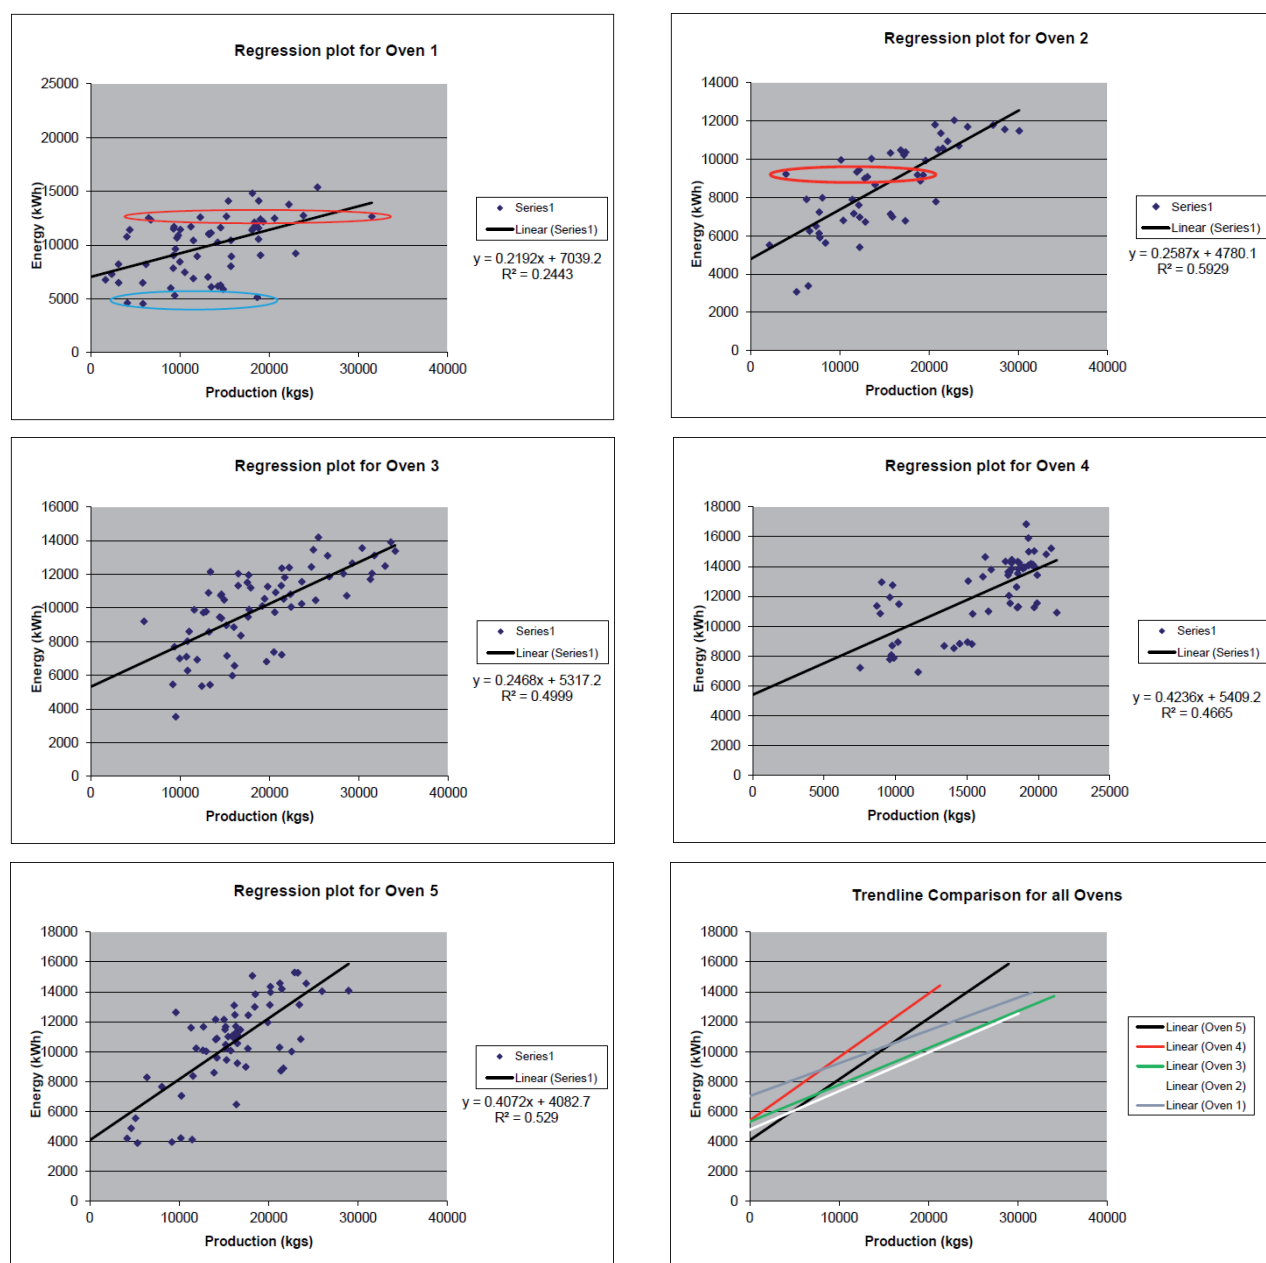 Regression plot for Oven 1
25000
20000
15000
10000
5000
0
0 10000 20000 30000 40000
Energy (kWh)
Production (kgs)
Series1
Linear (Series1)
y = 0.2192x + 7039.2
R² = 0.2443
Regression plot for Oven 2
14000
12000
10000
8000
6000
4000
2000
0
0 10000 20000 30000 40000
Energy (kWh)
Production (kgs)
Series1
Linear (Series1)
y = 0.2587x + 4780.1
R² = 0.5929
Regression plot for Oven 3
16000
14000
12000
10000
8000
6000
4000
2000
0
0 10000 20000 30000 40000
Energy (kWh)
Production (kgs)
Series1
Linear (Series1)
y = 0.2468x + 5317.2
R² = 0.4999
Regression plot for Oven 4
18000
16000
14000
12000
10000
8000
6000
4000
2000
0
0 5000 10000 15000 20000 25000
Energy (kWh)
Production (kgs)
Series1
Linear (Series1)
y = 0.4236x + 5409.2
R² = 0.4665
Regression plot for Oven 5
18000
16000
14000
12000
10000
8000
6000
4000
2000
0
0 10000 20000 30000 40000
Energy (kWh)
Production (kgs)
Series1
Linear (Series1)
y = 0.4072x + 4082.7
R² = 0.529
Trendline Comparison for all Ovens
18000
16000
14000
12000
10000
8000
6000
4000
2000
0
0 10000 20000 30000 40000
Energy (kWh)
Production (kgs)
Linear (Oven 5)
Linear (Oven 4)
Linear (Oven 3)
Linear (Oven 2)
Linear (Oven 1)